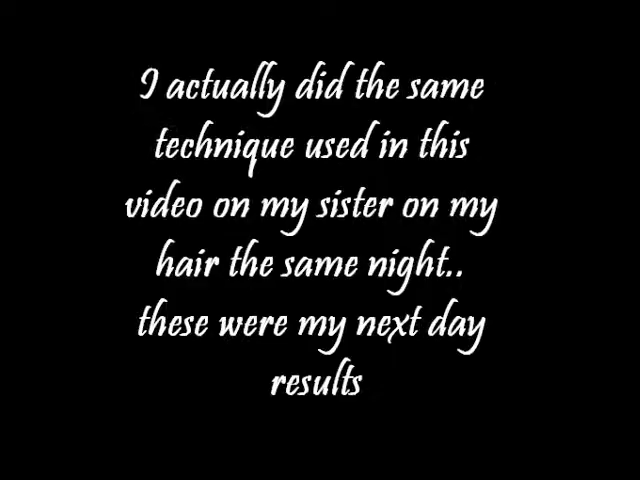 I actually did the same
technique used in this
video on my sister on my
hair the same night..
these were my next day
results